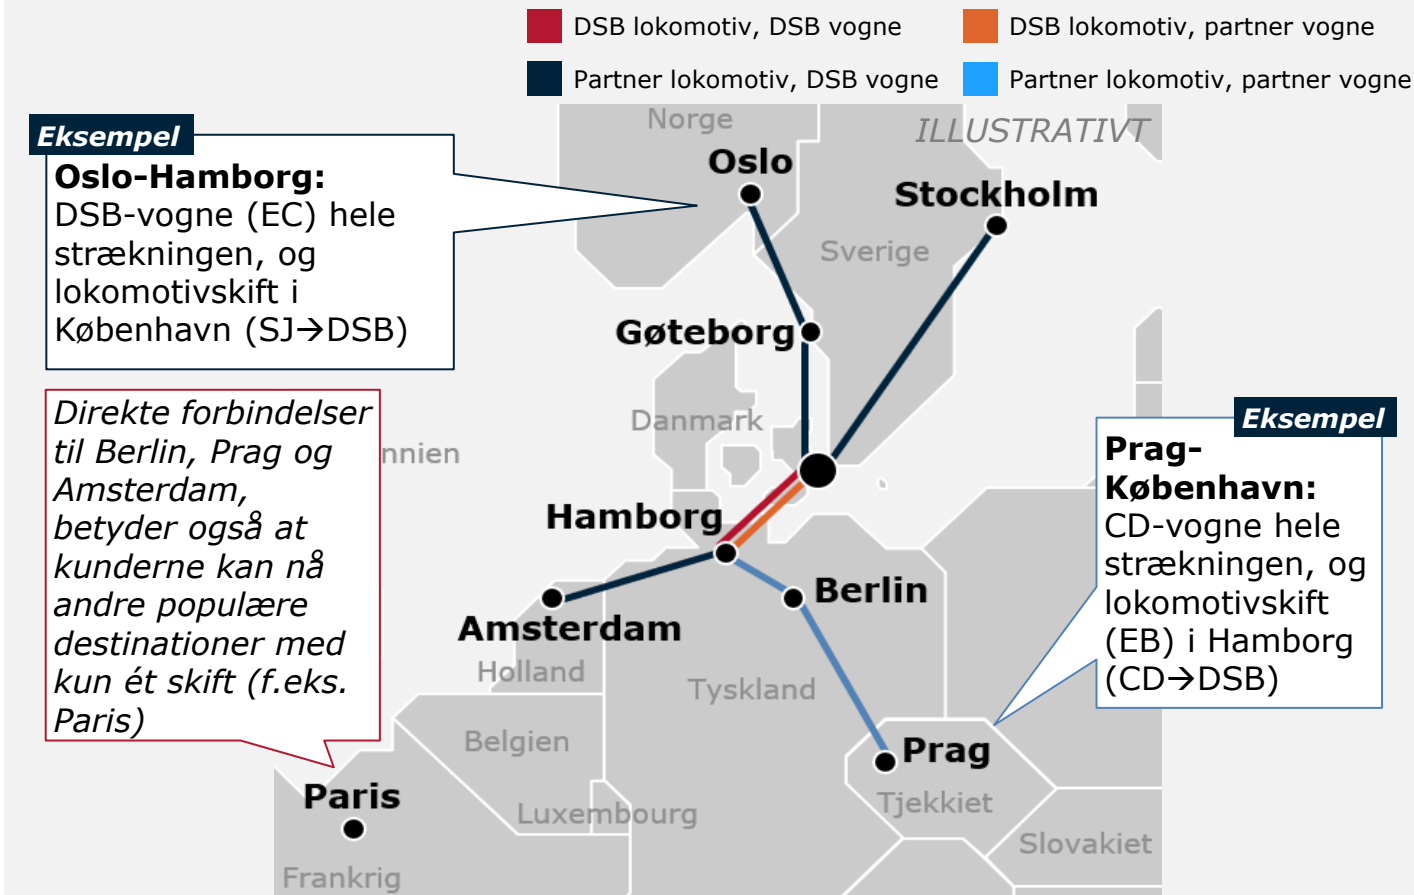 DSB lokomotiv, DSB vogne
DSB lokomotiv, partner vogne
Partner lokomotiv, DSB vogne
Partner lokomotiv, partner vogne
ILLUSTRATIVT
Eksempel
Oslo-Hamborg:
DSB-vogne (EC) hele
strækningen, og
lokomotivskift i
København (SJ→DSB)
Direkte forbindelser
til Berlin, Prag og
Amsterdam,
betyder også at
kunderne kan nå
andre populære
destinationer med
kun ét skift (f.eks.
Paris)
Eksempel
Prag-
København:
CD-vogne hele
strækningen, og
lokomotivskift
(EB) i Hamborg
(CD→DSB)
Norge
Oslo
Stockholm
Sverige
Gøteborg
Danmark
nnien
Hamborg
Berlin
Amsterdam
Holland
Tyskland
Belgien
Prag
Paris
Luxembourg
Tjekkiet
Slovakiet
Frankrig